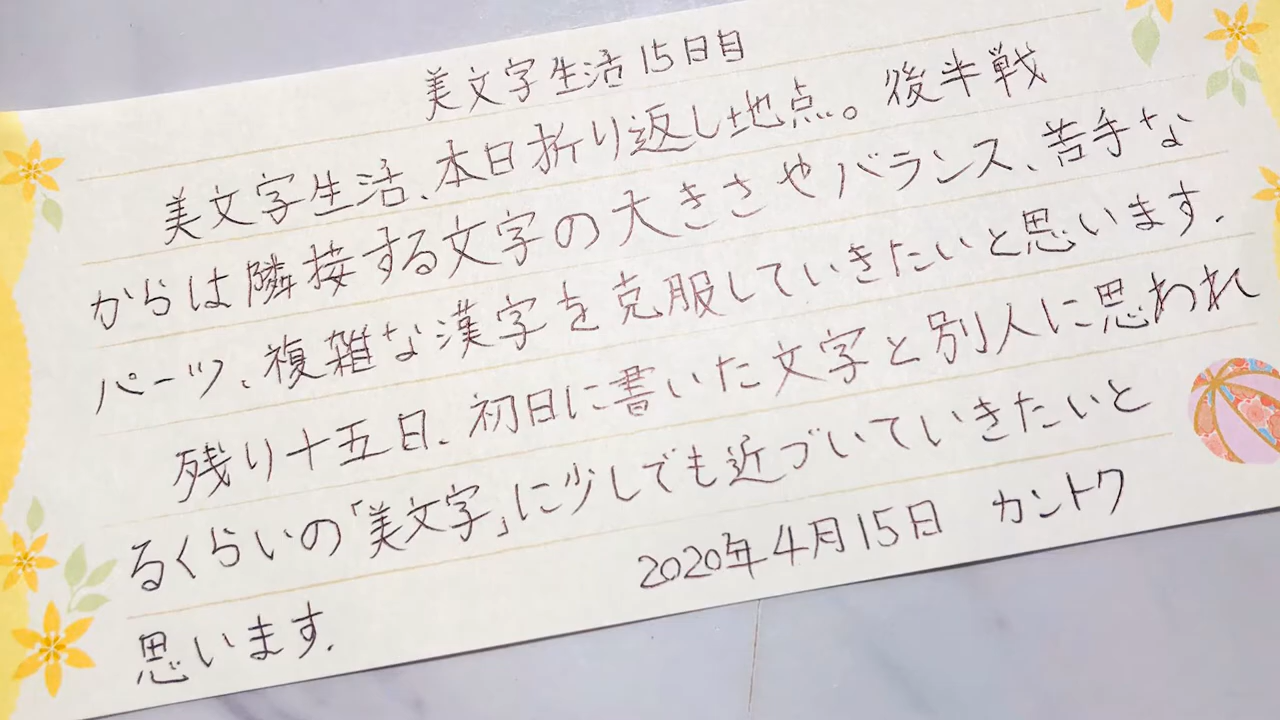 美文字生活15日目
美文字生活、本日折り返し地点。後半戦
からは隣接する文字の大きさやバランス、苦手な
パーツ、複雑な漢字を克服していきたいと思います.
残り十五日、初日に書いた文字と別人に思われ
るくらいの「美文字」に少しでも近づいていきたいと
思います.
2020年4月15日 カントク